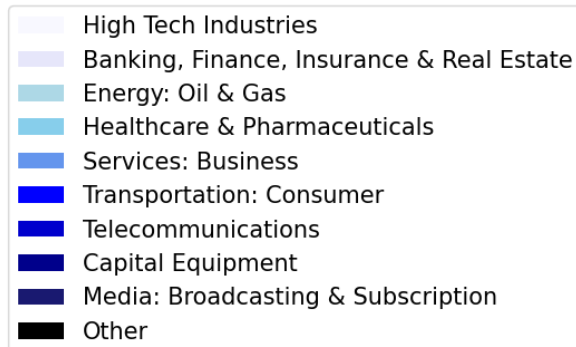 High Tech Industries
Banking, Finance, Insurance & Real Estate
Energy: Oil & Gas
Healthcare & Pharmaceuticals
Services: Business
Transportation: Consumer
Telecommunications
Capital Equipment
Media: Broadcasting & Subscription
Other